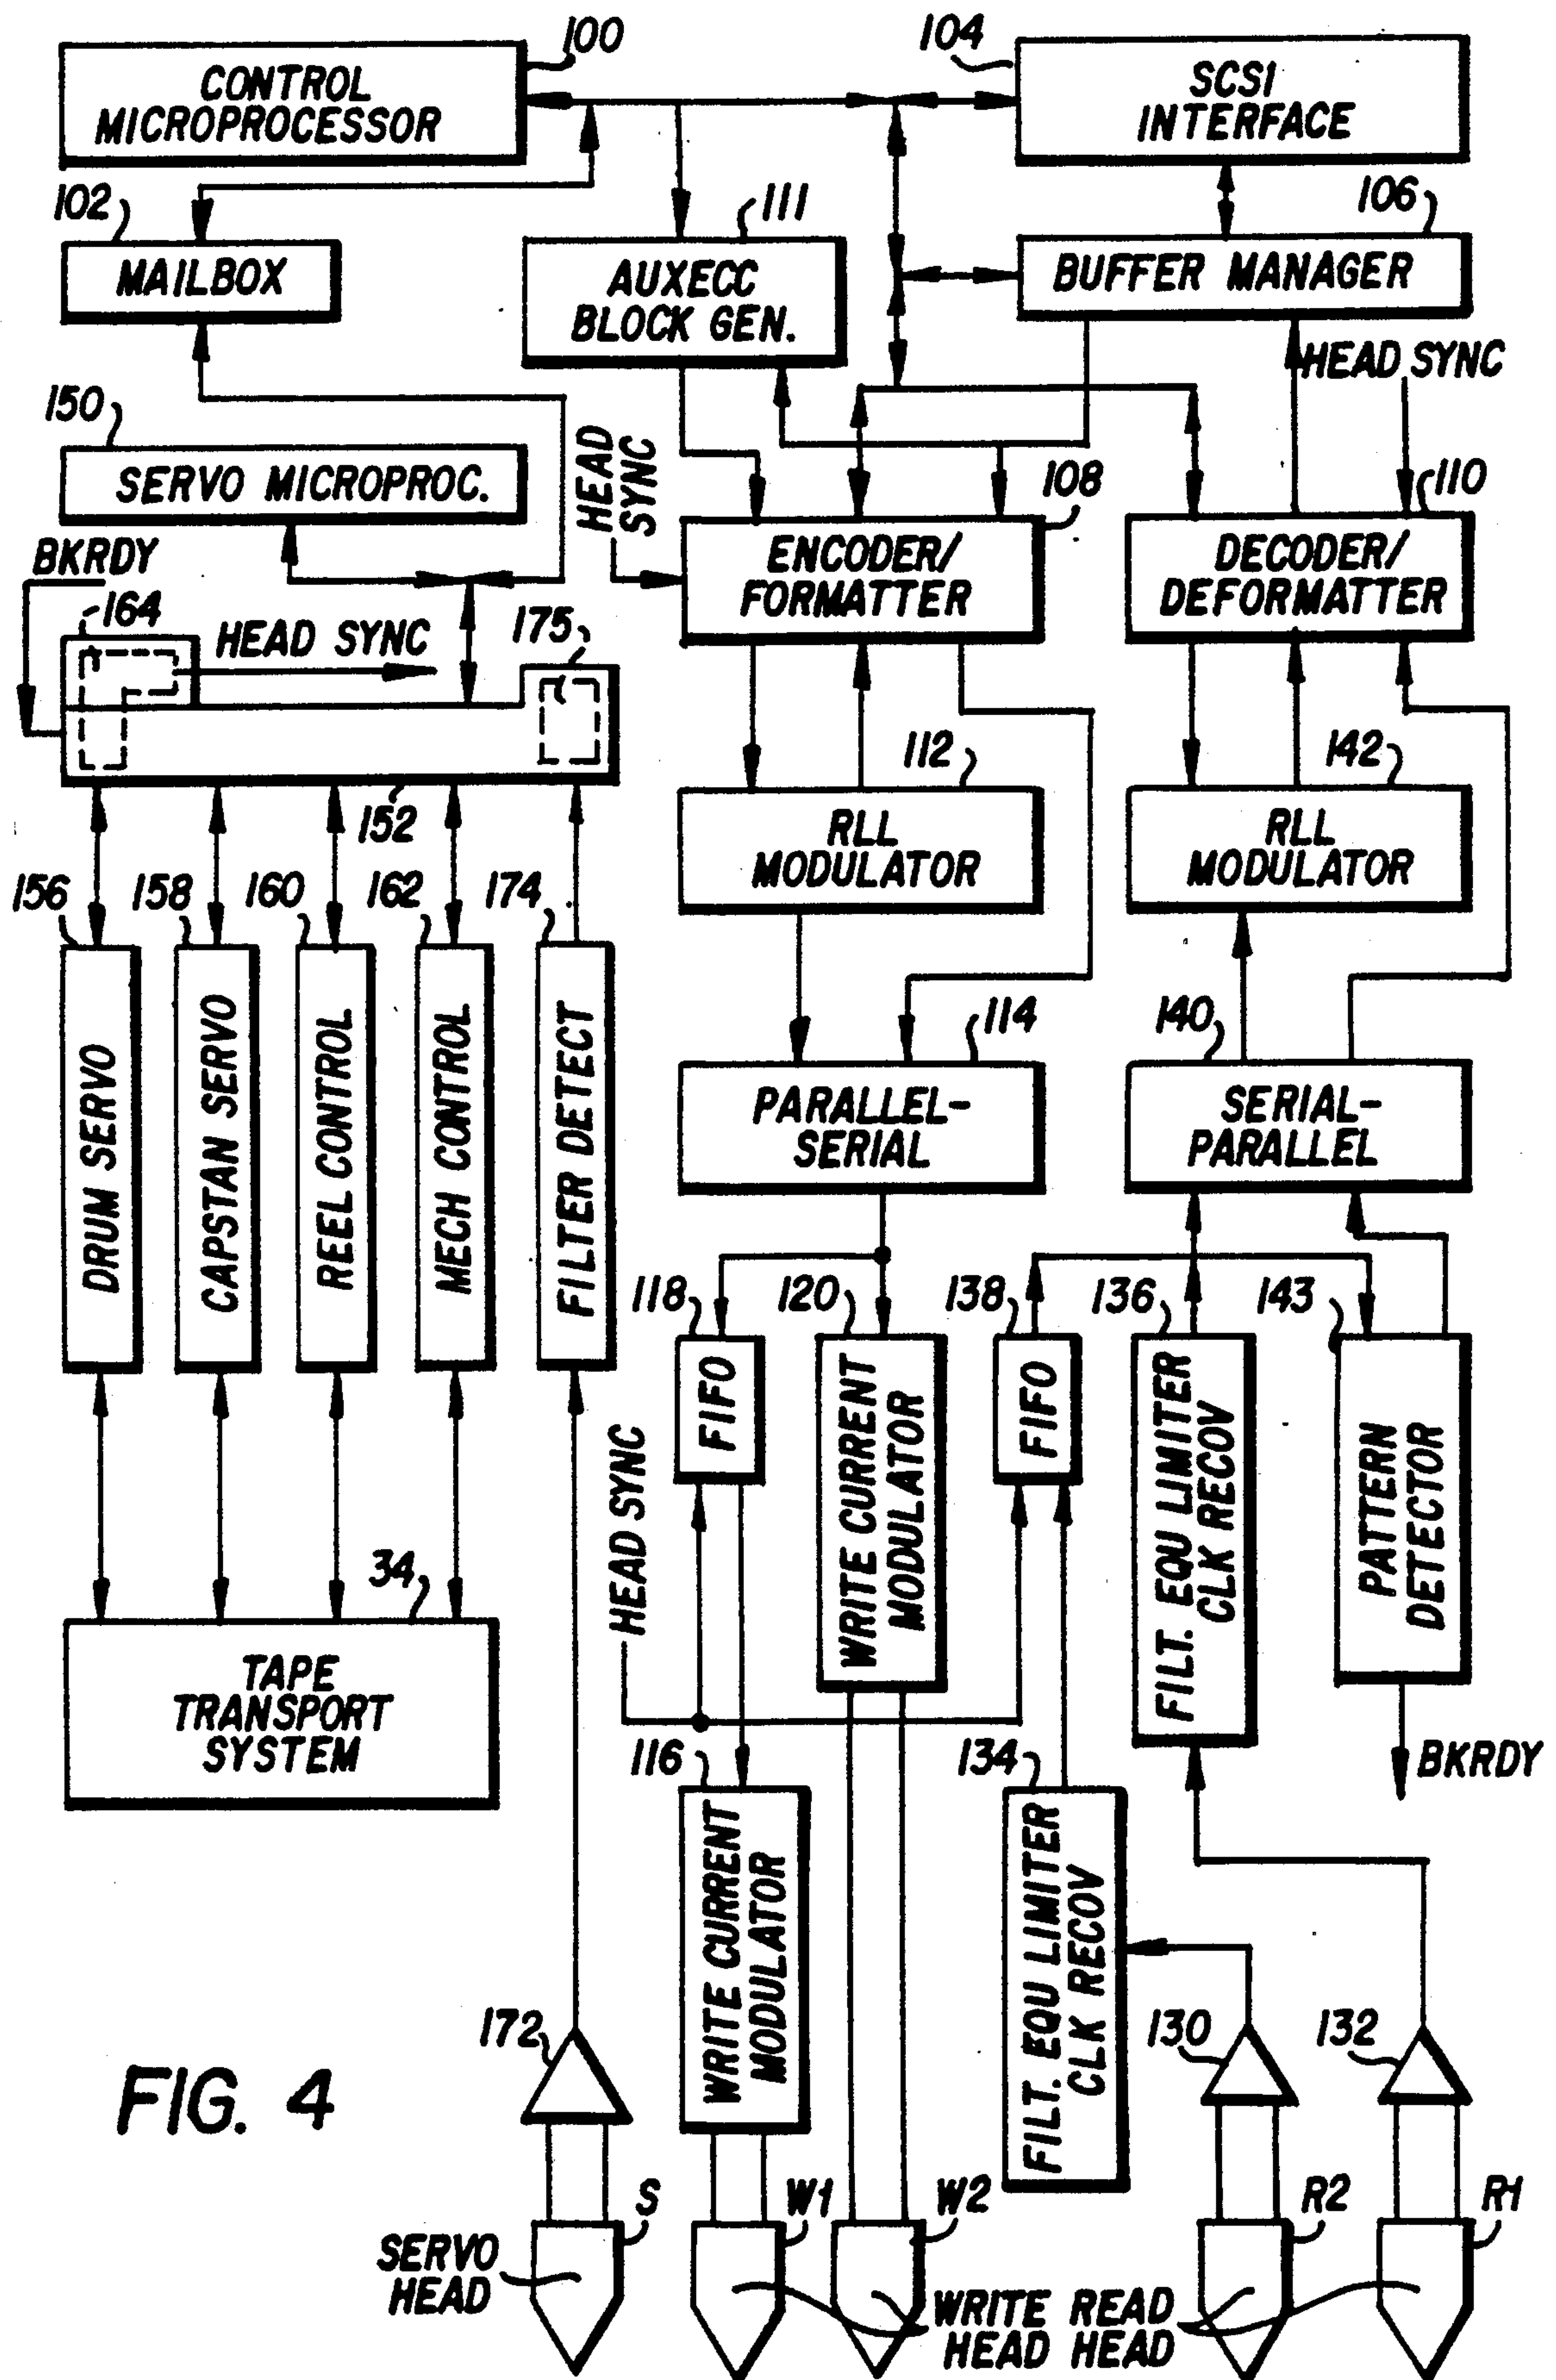 100
104
CONTROL
MICROPROCESSOR
SCSI
INTERFACE
102
111
106
MAILBOX
AUXECC
BLOCK GEN.
BUFFER MANAGER
HEAD SYNC
150
SERVO MICROPROC.
HEAD
SYNC
108
110
ENCODER/
FORMATTER
DECODER/
DEFORMATTER
BKRDY
164
HEAD SYNC
175
152
112
142
RLL
MODULATOR
RLL
MODULATOR
156
158
160
162
174
DRUM SERVO
CAPSTAN SERVO
REEL CONTROL
MECH CONTROL
FILTER DETECT
114
140
PARALLEL-
SERIAL
SERIAL-
PARALLEL
118
120
138
136
143
FIFO
WRITE CURRENT
MODULATOR
FIFO
FILT. EQU LIMITER
CLK RECOV
PATTERN
DETECTOR
HEAD SYNC
34
TAPE
TRANSPORT
SYSTEM
116
134
BKRDY
WRITE CURRENT
MODULATOR
FILT. EQU LIMITER
CLK RECOV
172
130
132
FIG. 4
S
W1
W2
R2
R1
SERVO
HEAD
WRITE
HEAD
READ
HEAD